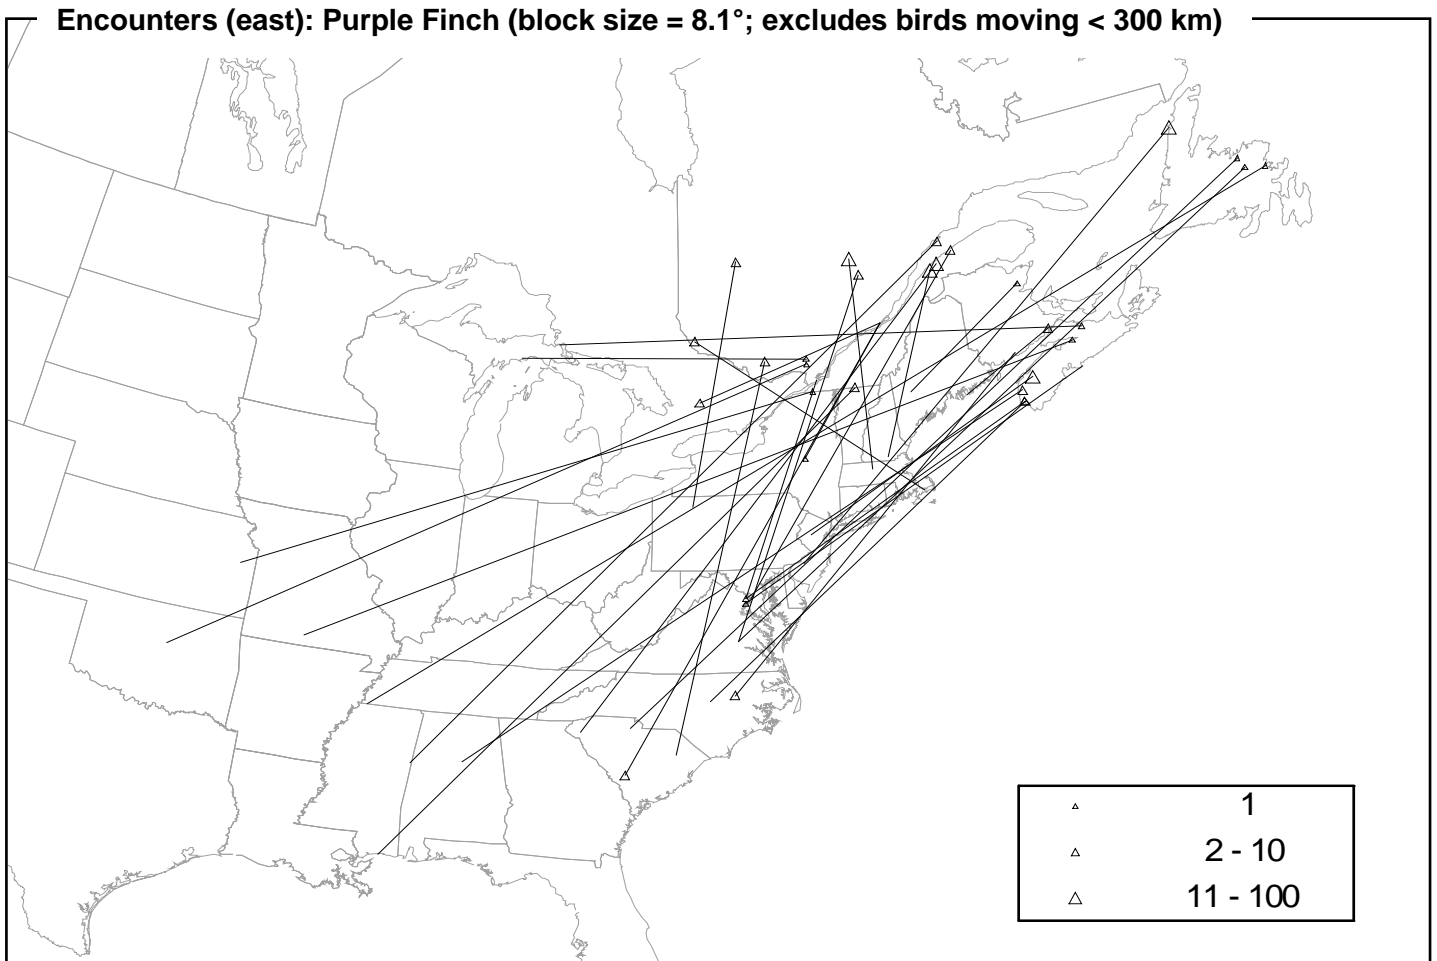 Encounters (east): Purple Finch (block size = 8.1°; excludes birds moving < 300 km)
1
2 - 10
11 - 100